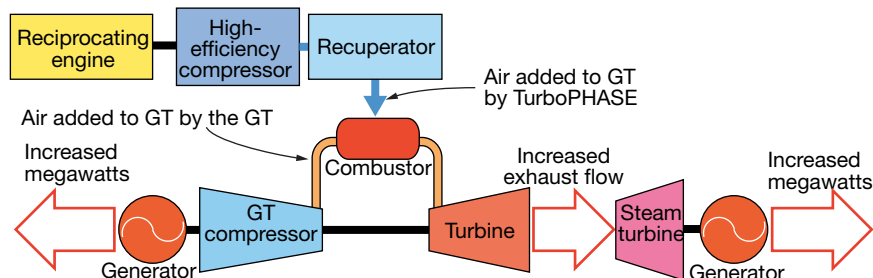 Reciprocating
engine
High-
efficiency
compressor
Recuperator
Air added to GT
by TurboPHASE
Air added to GT by the GT
Combustor
Increased
megawatts
Increased
exhaust flow
Increased
megawatts
GT
compressor
Turbine
Steam
turbine
Generator
Generator